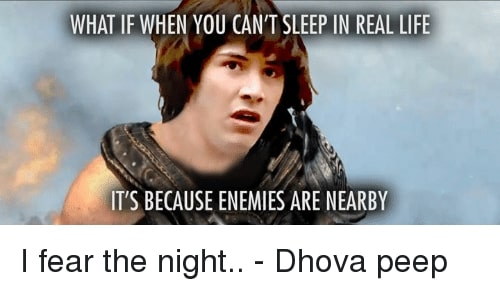 WHAT IF WHEN YOU CAN'T SLEEP IN REAL LIFE
IT'S BECAUSE ENEMIES ARE NEARBY
I fear the night.. - Dhova peep